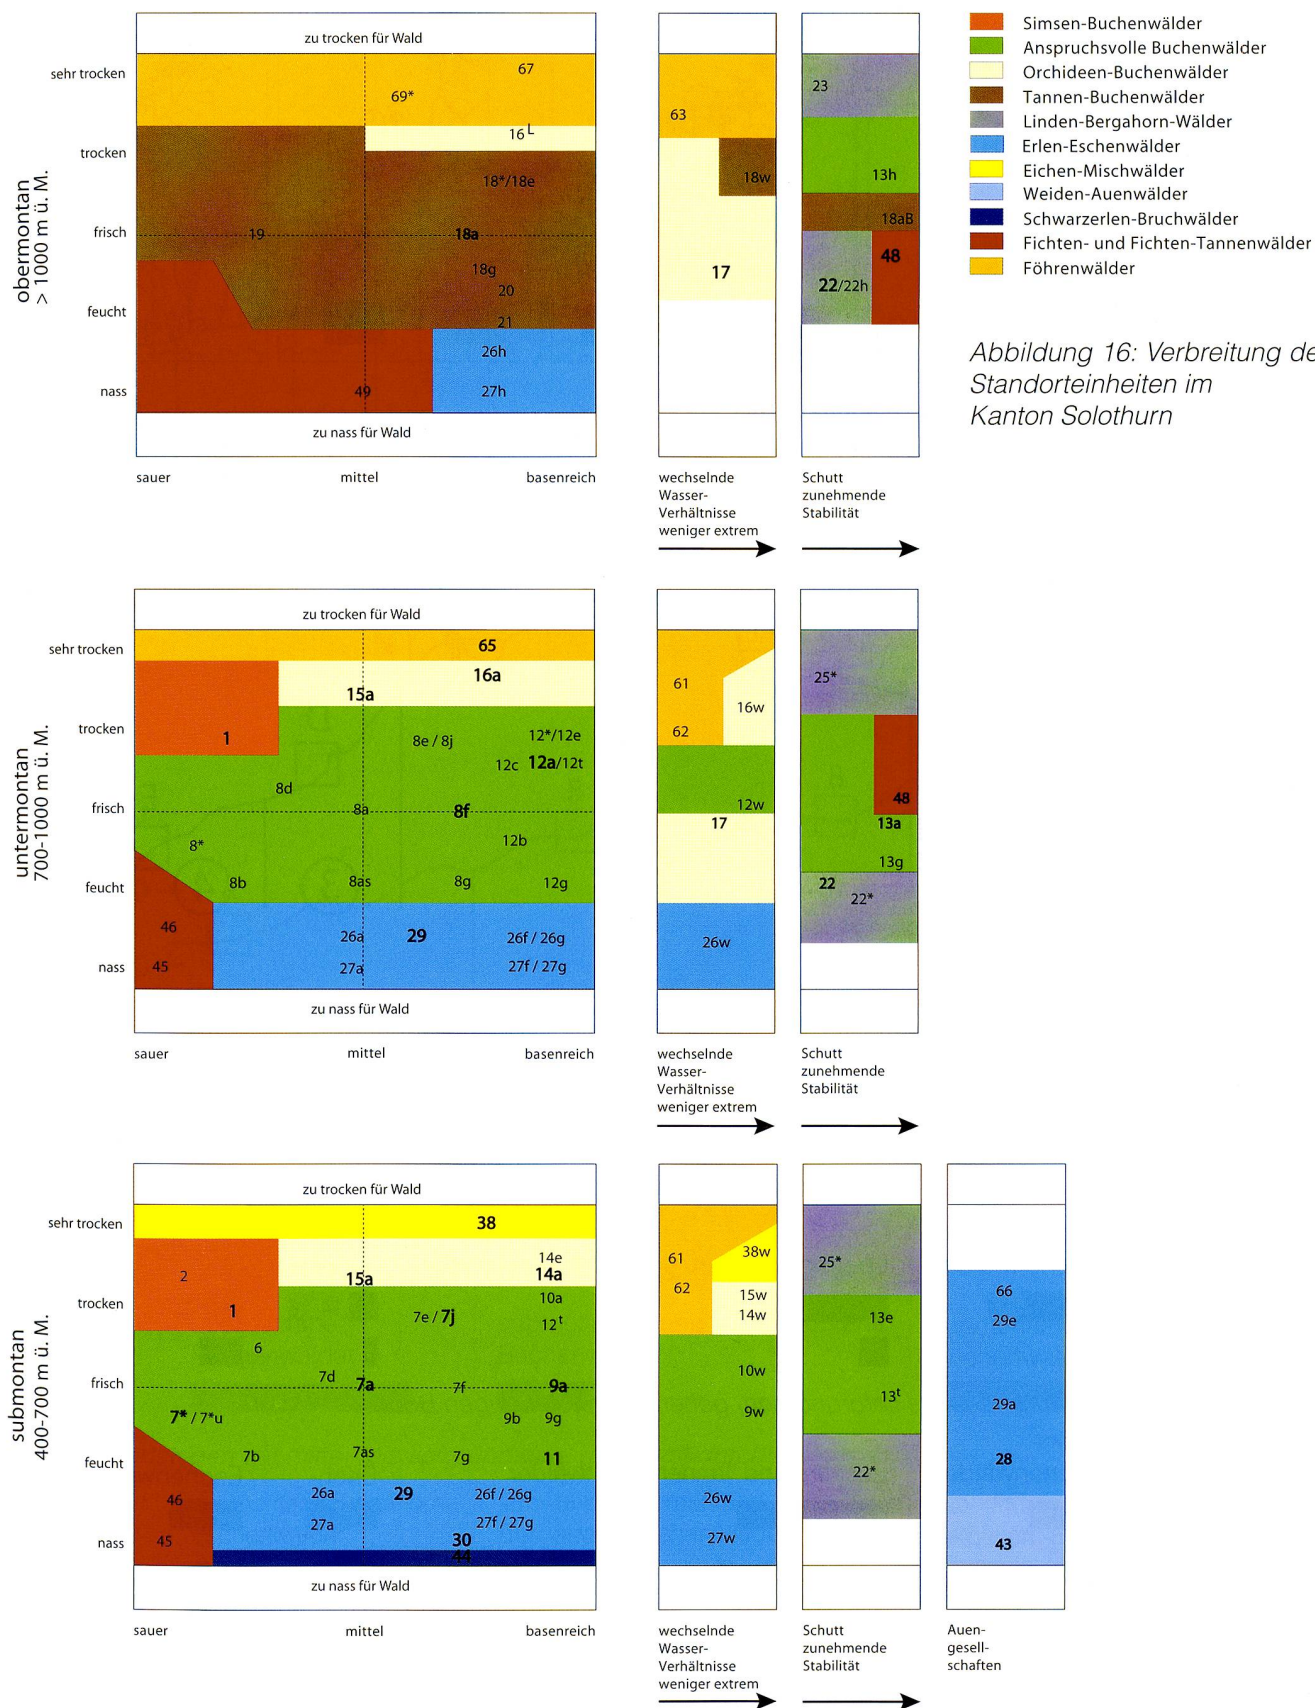 zu trocken für Wald
sehr trocken
67
69*
16 L
trocken
18*/18e
frisch
19
18a
18g
20
feucht
21
26h
nass
49
27h
zu nass für Wald
sauer
mittel
basenreich
obermontan
> 1000 m ü. M.
63
18w
17
wechselnde
Wasser-
Verhältnisse
weniger extrem
23
13h
18aB
48
22/22h
Schutt
zunehmende
Stabilität
Simsen-Buchenwälder
Anspruchsvolle Buchenwälder
Orchideen-Buchenwälder
Tannen-Buchenwälder
Linden-Bergahorn-Wälder
Erlen-Eschenwälder
Eichen-Mischwälder
Weiden-Auenwälder
Schwarzerlen-Bruchwälder
Fichten- und Fichten-Tannenwälder
Föhrenwälder
Abbildung 16: Verbreitung de
Standorteinheiten im
Kanton Solothurn
zu trocken für Wald
sehr trocken
65
16a
15a
trocken
1
8e / 8j
12*/12e
12c 12a/12t
8d
frisch
8a
8f
8*
12b
feucht
8b
8as
8g
12g
46
26a
29
26f / 26g
nass
45
27a
27f / 27g
zu nass für Wald
sauer
mittel
basenreich
untermontan
700-1000 m ü. M.
61
16w
62
12w
17
26w
wechselnde
Wasser-
Verhältnisse
weniger extrem
25*
48
13a
13g
22
22*
Schutt
zunehmende
Stabilität
zu trocken für Wald
sehr trocken
38
14e
2
15a
14a
trocken
1
10a
7e / 7j
12t
6
frisch
7d
7a
7f
9a
7* / 7*u
9b
9g
feucht
7b
7as
7g
11
46
26a
29
26f / 26g
27a
27f / 27g
nass
45
30
44
zu nass für Wald
sauer
mittel
basenreich
submontan
400-700 m ü. M.
38w
61
62
15w
14w
10w
9w
26w
27w
wechselnde
Wasser-
Verhältnisse
weniger extrem
25*
13e
13t
22*
Schutt
zunehmende
Stabilität
66
29e
29a
28
43
Auen-
gesell-
schaften